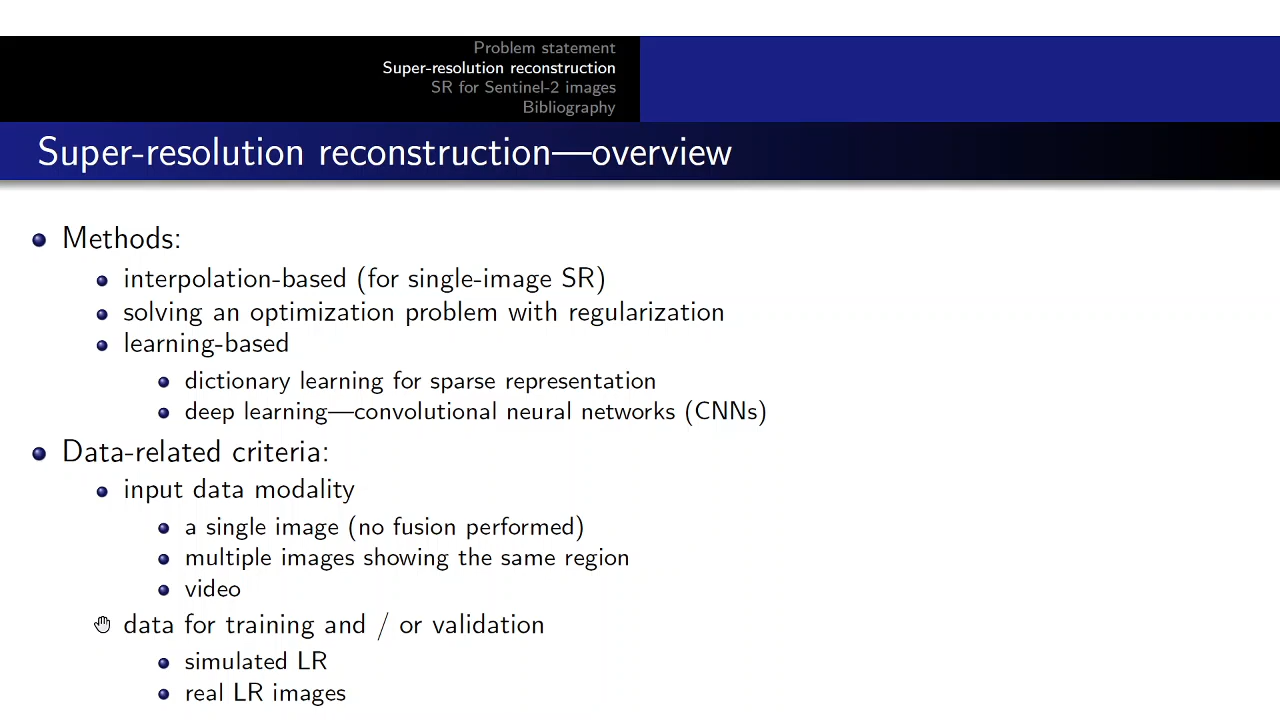 Problem statement
Super-resolution reconstruction
SR for Sentinel-2 images
Bibliography
Super-resolution reconstruction—overview
Methods:
interpolation-based (for single-image SR)
solving an optimization problem with regularization
learning-based
dictionary learning for sparse representation
deep learning—convolutional neural networks (CNNs)
Data-related criteria:
input data modality
a single image (no fusion performed)
multiple images showing the same region
video
data for training and / or validation
simulated LR
real LR images